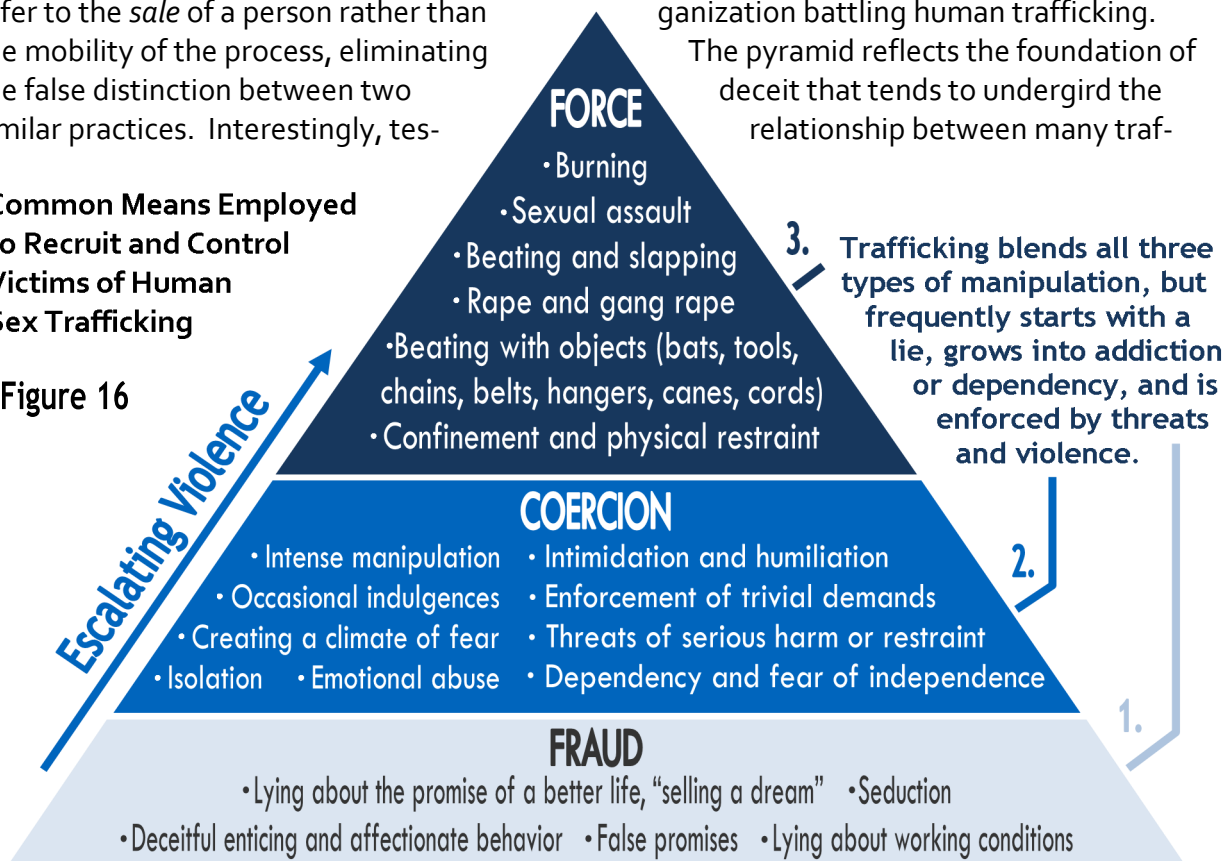 fer to the sale of a person rather than
e mobility of the process, eliminating
e false distinction between two
milar practices.  Interestingly, tes-
ganization battling human trafficking.
The pyramid reflects the foundation of
deceit that tends to undergird the
relationship between many traf-
Common Means Employed
o Recruit and Control
Victims of Human
Sex Trafficking
Figure 16
Escalating Violence
FORCE
• Burning
• Sexual assault
• Beating and slapping
• Rape and gang rape
• Beating with objects (bats, tools,
chains, belts, hangers, canes, cords)
• Confinement and physical restraint
3.
Trafficking blends all three
types of manipulation, but
frequently starts with a
lie, grows into addiction
or dependency, and is
enforced by threats
and violence.
COERCION
• Intense manipulation • Intimidation and humiliation
• Occasional indulgences • Enforcement of trivial demands
• Creating a climate of fear • Threats of serious harm or restraint
• Isolation • Emotional abuse • Dependency and fear of independence
2.
1.
FRAUD
• Lying about the promise of a better life, “selling a dream” • Seduction
• Deceitful enticing and affectionate behavior • False promises • Lying about working conditions